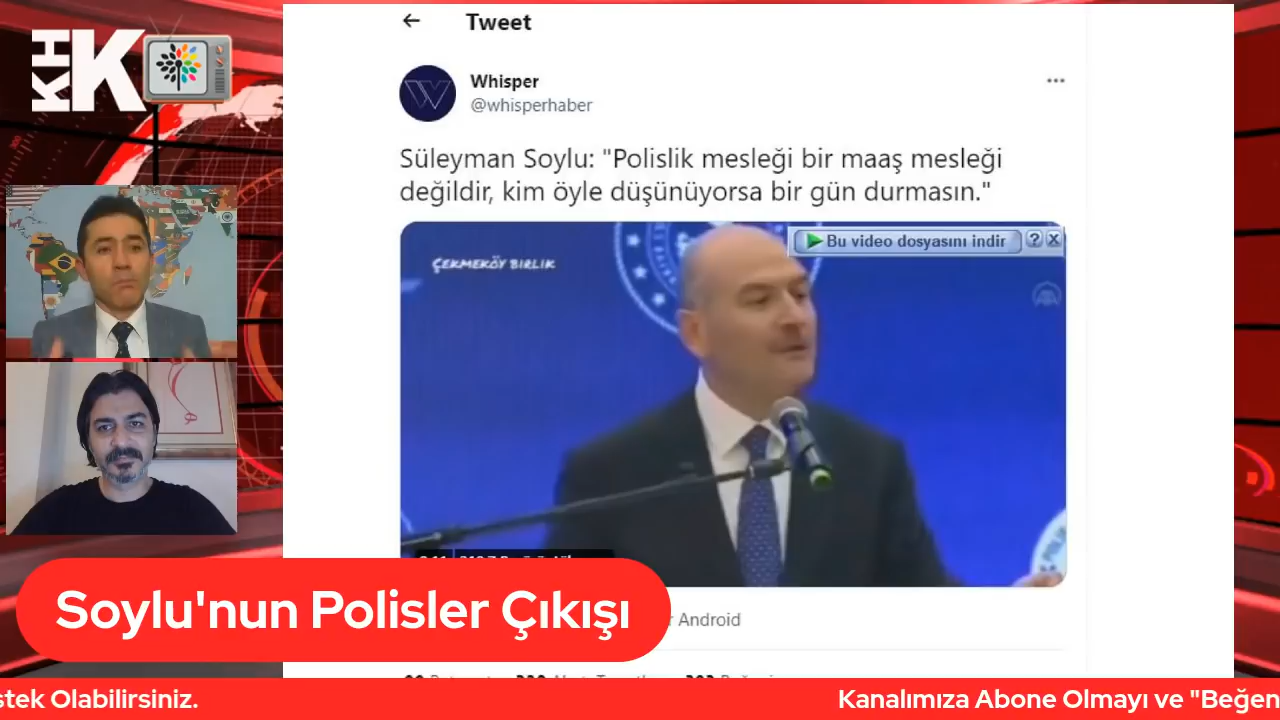 KHK
Tweet
Whisper
@whisperhaber
Süleyman Soylu: "Polislik mesleği bir maaş mesleği
değildir, kim öyle düşünüyorsa bir gün durmasın."
Bu video dosyasını indir
? X
ÇEKMEKÖY BIRLIK
Soylu'nun Polisler Çıkışı
Android
stek Olabilirsiniz.
Kanalımıza Abone Olmayı ve "Beğen